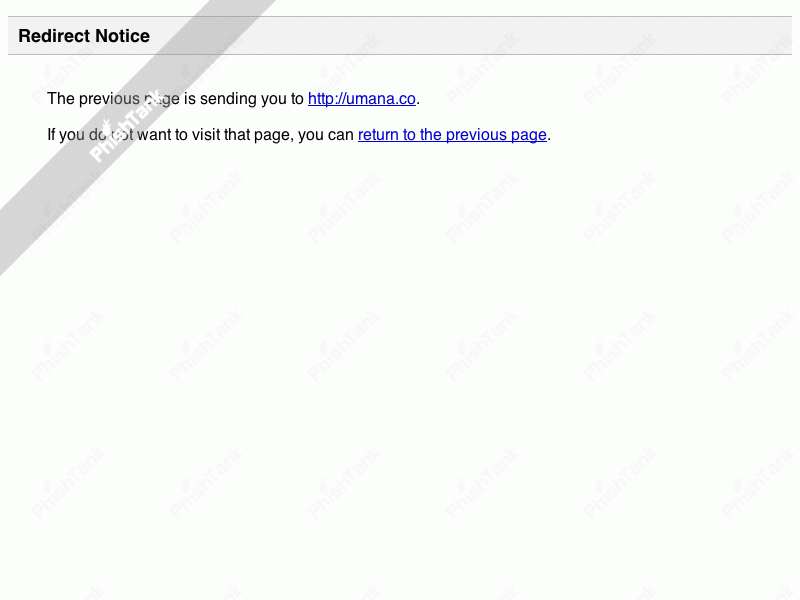 Redirect Notice
The previous page is sending you to http://umana.co.
If you do not want to visit that page, you can return to the previous page.
PhishTank